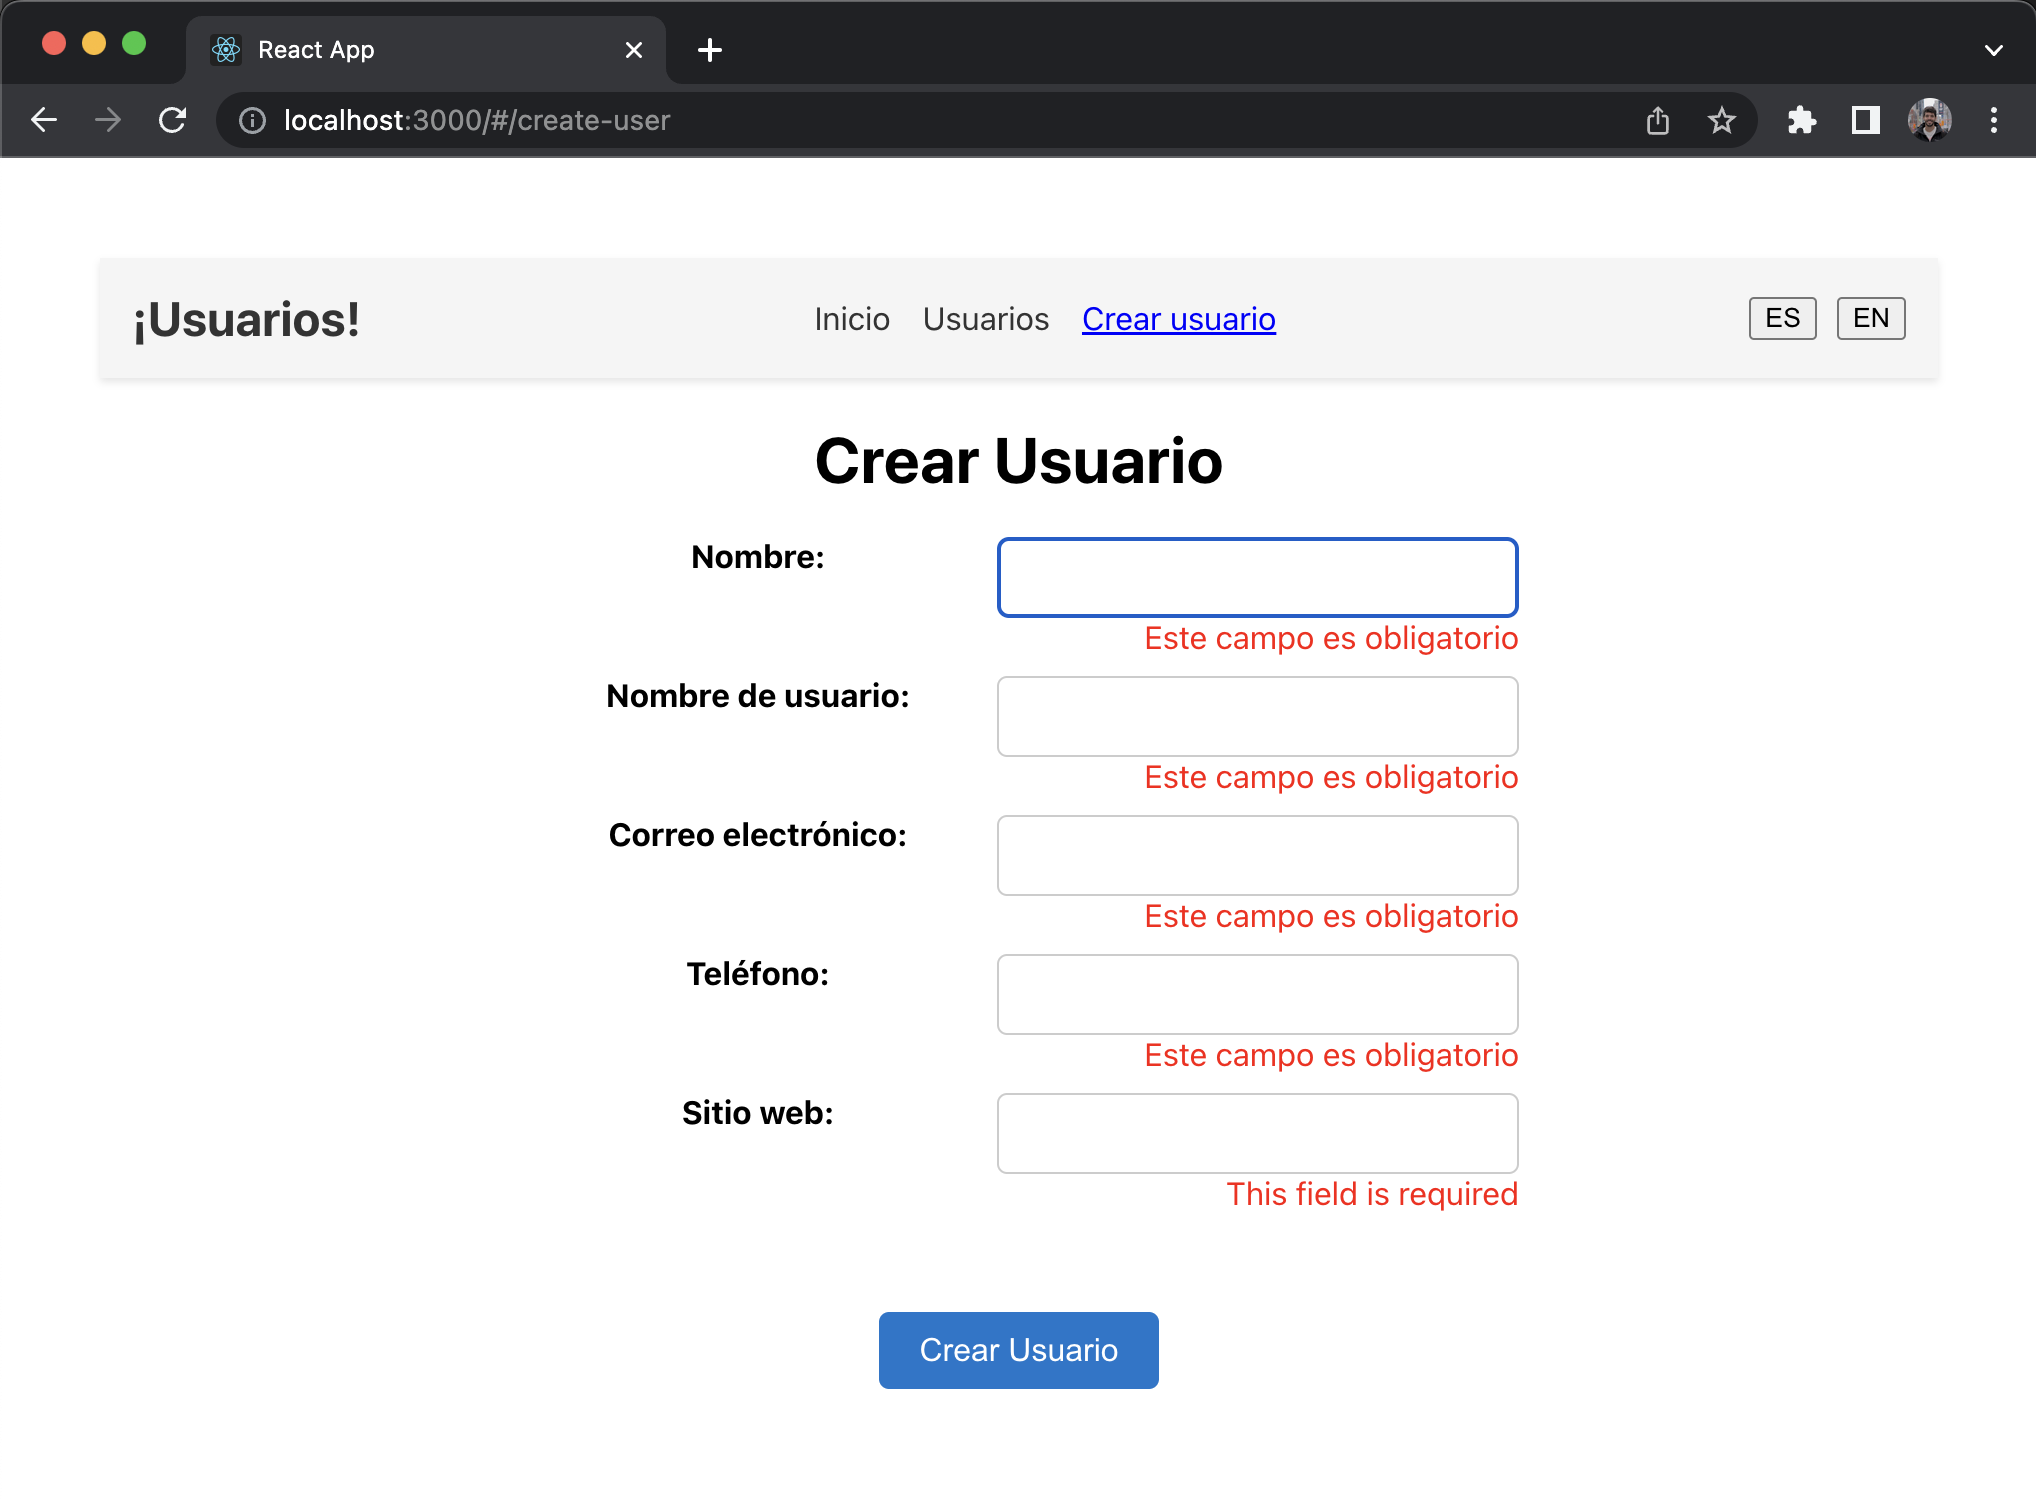 React App
localhost:3000/#/create-user
¡Usuarios!
Inicio Usuarios Crear usuario
ES EN
Crear Usuario
Nombre:
Este campo es obligatorio
Nombre de usuario:
Este campo es obligatorio
Correo electrónico:
Este campo es obligatorio
Teléfono:
Este campo es obligatorio
Sitio web:
This field is required
Crear Usuario